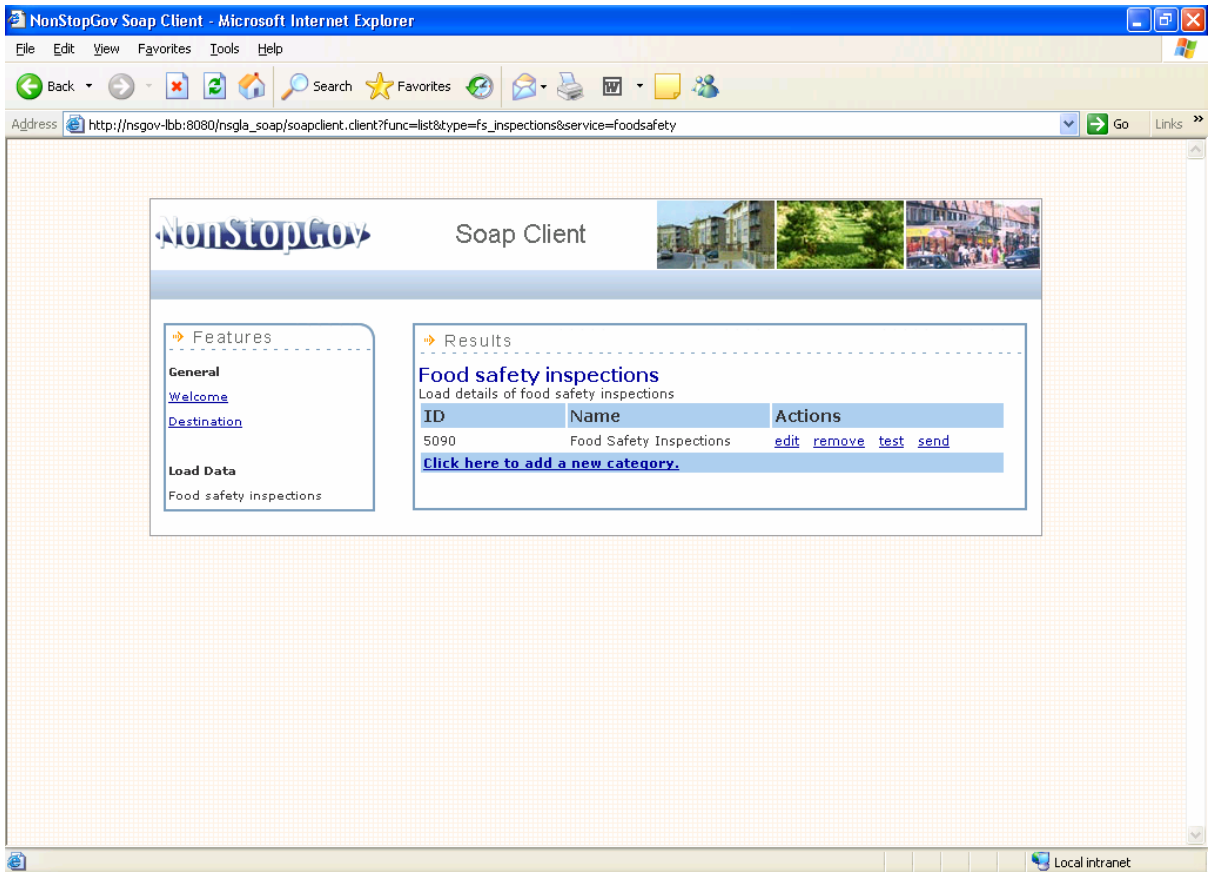 NonStopGov Soap Client - Microsoft Internet Explorer
File Edit View Favorites Tools Help
Back Search Favorites
Address http://nsgov-lbb:8080/nsgla_soap/soapclient.client?func=list&type=fs_inspections&service=foodsafety Go Links »
NonStopGov Soap Client
Features
General
Welcome
Destination
Load Data
Food safety inspections
Results
Food safety inspections
Load details of food safety inspections
ID Name Actions
5090 Food Safety Inspections edit remove test send
Click here to add a new category.
Local intranet